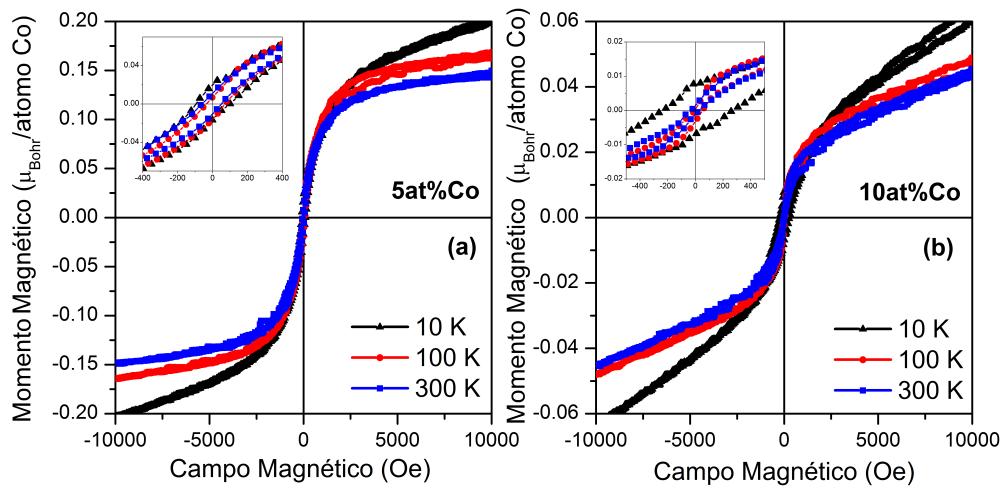 Momento Magnético (μBohr/atomo Co)
0.20
0.15
0.10
0.05
0.00
-0.05
-0.10
-0.15
-0.20
-10000 -5000 0 5000 10000
Campo Magnético (Oe)
0.04
0.00
-0.04
-400 -200 0 200 400
5at%Co
(a)
10 K
100 K
300 K
Momento Magnético (μBohr/atomo Co)
0.06
0.04
0.02
0.00
-0.02
-0.04
-0.06
-10000 -5000 0 5000 10000
Campo Magnético (Oe)
0.02
0.01
0.00
-0.01
-0.02
-400 -200 0 200 400
10at%Co
(b)
10 K
100 K
300 K